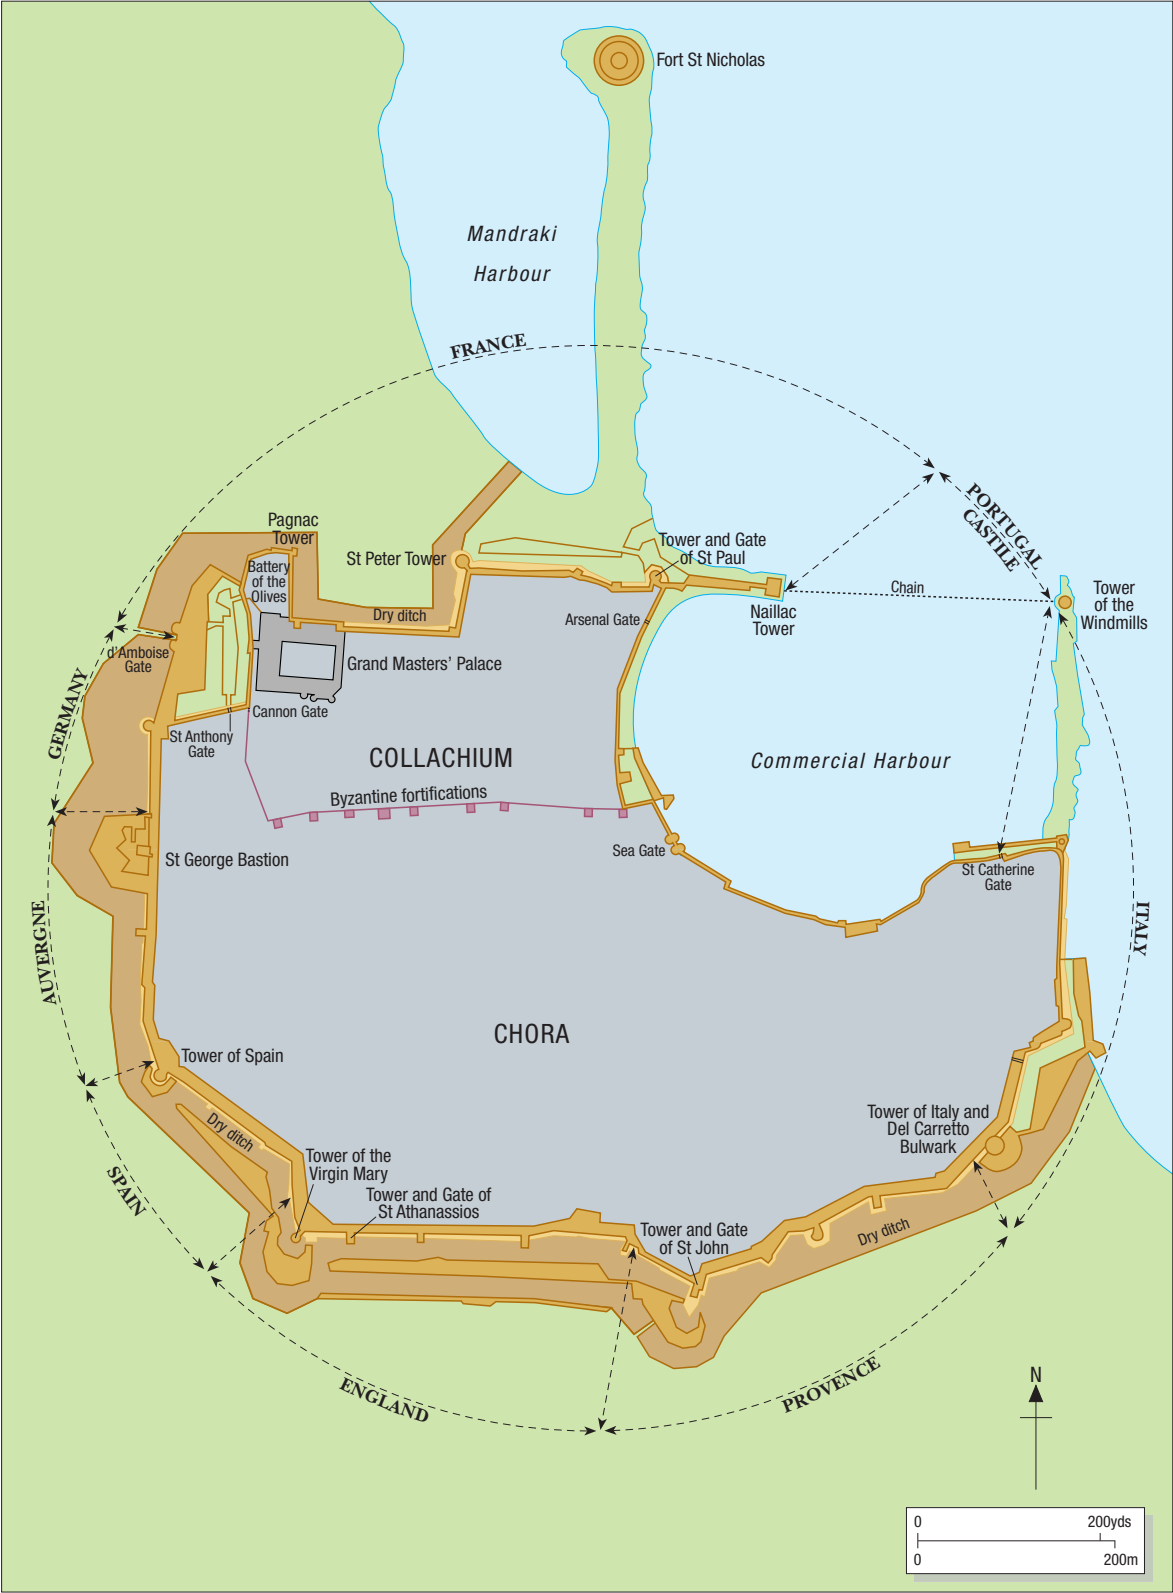 Fort St Nicholas
Mandraki
Harbour
FRANCE
PORTUGAL
CASTILE
Pagnac
Tower
St Peter Tower
Tower and Gate
of St Paul
Battery
of the
Olives
Dry ditch
Arsenal Gate
Chain
Naillac
Tower
Tower
of the
Windmills
d'Amboise
Gate
Grand Masters' Palace
GERMANY
Cannon Gate
St Anthony
Gate
COLLACHIUM
Commercial Harbour
Byzantine fortifications
Sea Gate
St George Bastion
St Catherine
Gate
AUVERGNE
ITALY
CHORA
Tower of Spain
Tower of Italy and
Del Carretto
Bulwark
Dry ditch
Tower of the
Virgin Mary
SPAIN
Tower and Gate of
St Athanassios
Tower and Gate
of St John
Dry ditch
ENGLAND
PROVENCE
N
0 200yds
0 200m